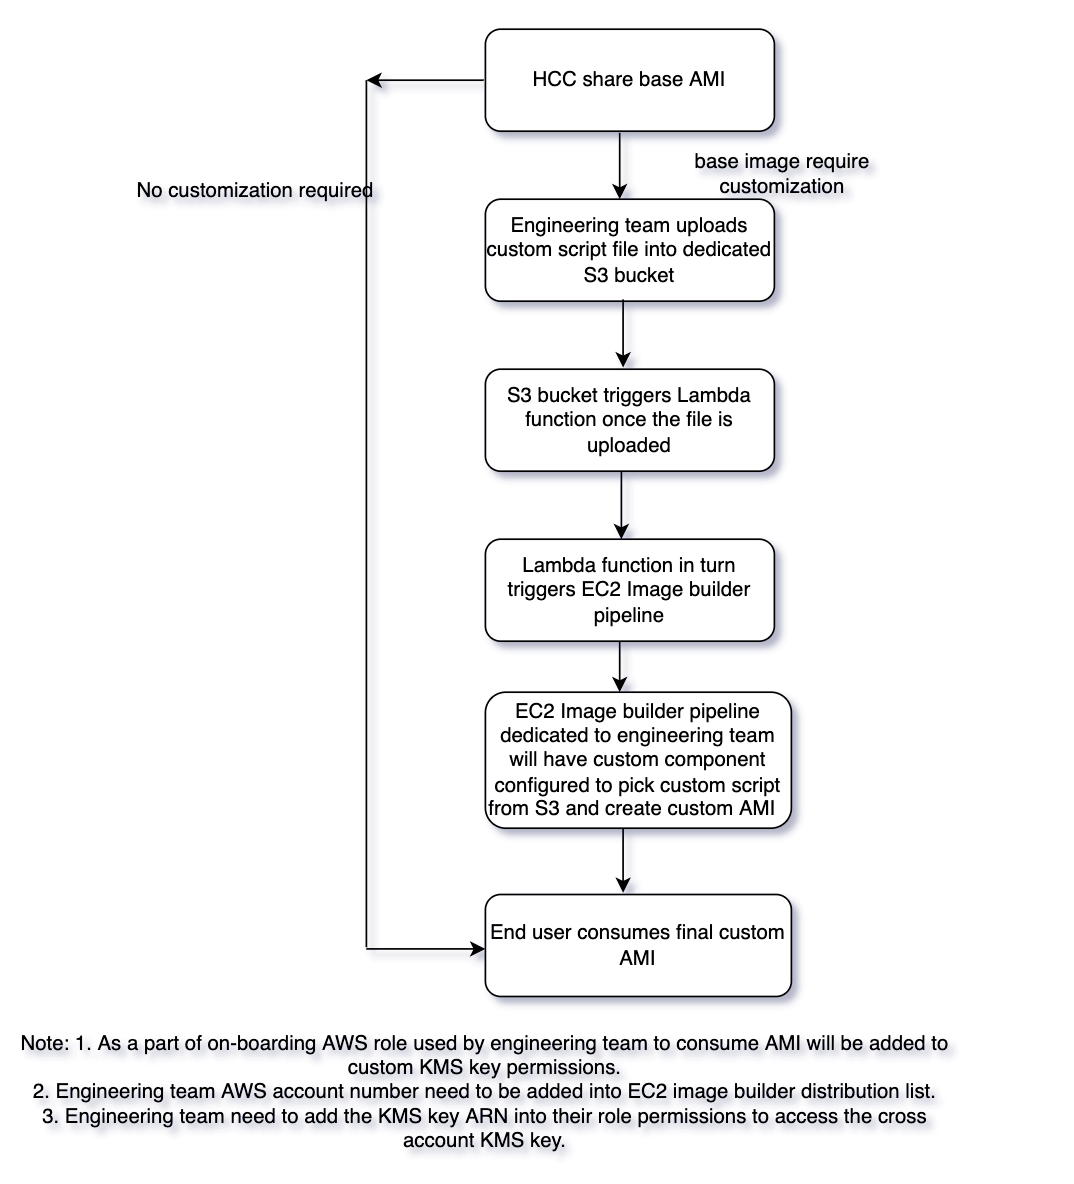 HCC share base AMI
No customization required
base image require
customization
Engineering team uploads
custom script file into dedicated
S3 bucket
S3 bucket triggers Lambda
function once the file is
uploaded
Lambda function in turn
triggers EC2 Image builder
pipeline
EC2 Image builder pipeline
dedicated to engineering team
will have custom component
configured to pick custom script
from S3 and create custom AMI
End user consumes final custom
AMI
Note: 1. As a part of on-boarding AWS role used by engineering team to consume AMI will be added to
custom KMS key permissions.
2. Engineering team AWS account number need to be added into EC2 image builder distribution list.
3. Engineering team need to add the KMS key ARN into their role permissions to access the cross
account KMS key.